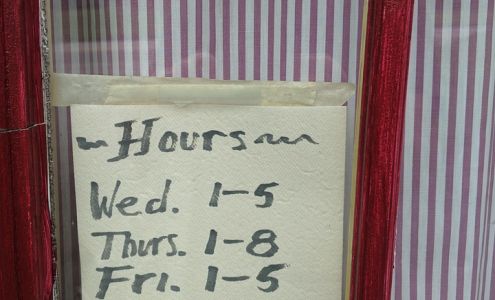 ~Hours~~
Wed. 1-5
Thurs. 1-8
Fri. 1-5